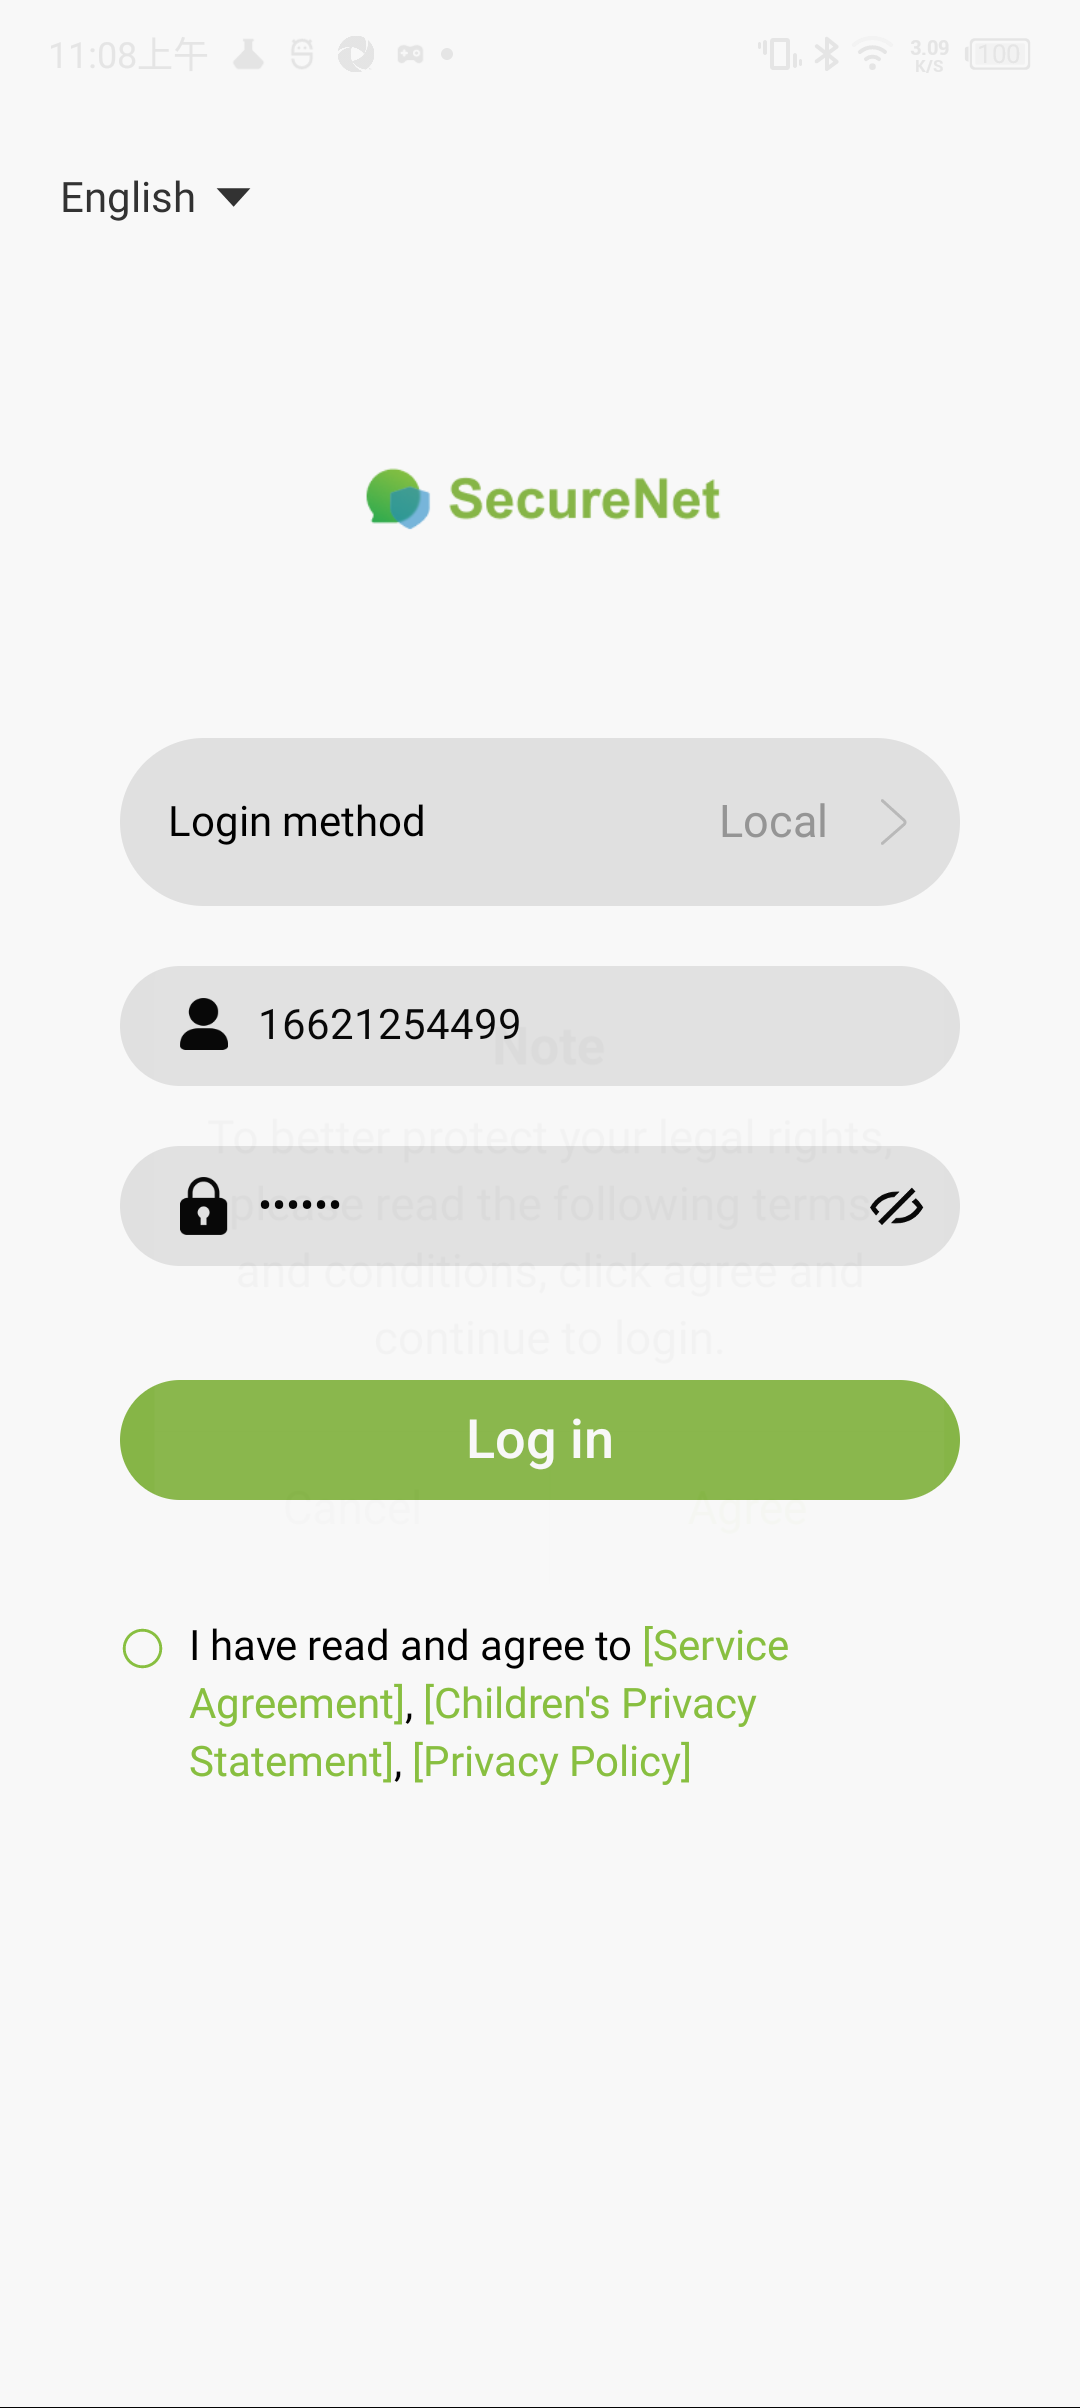 11:08上午
3.09
K/S
100
English
SecureNet
Login method
Local
16621254499
Note
To better protect your legal rights,
please read the following terms
and conditions, click agree and
continue to login.
Log in
Cancel
Agree
I have read and agree to [Service
Agreement], [Children's Privacy
Statement], [Privacy Policy]